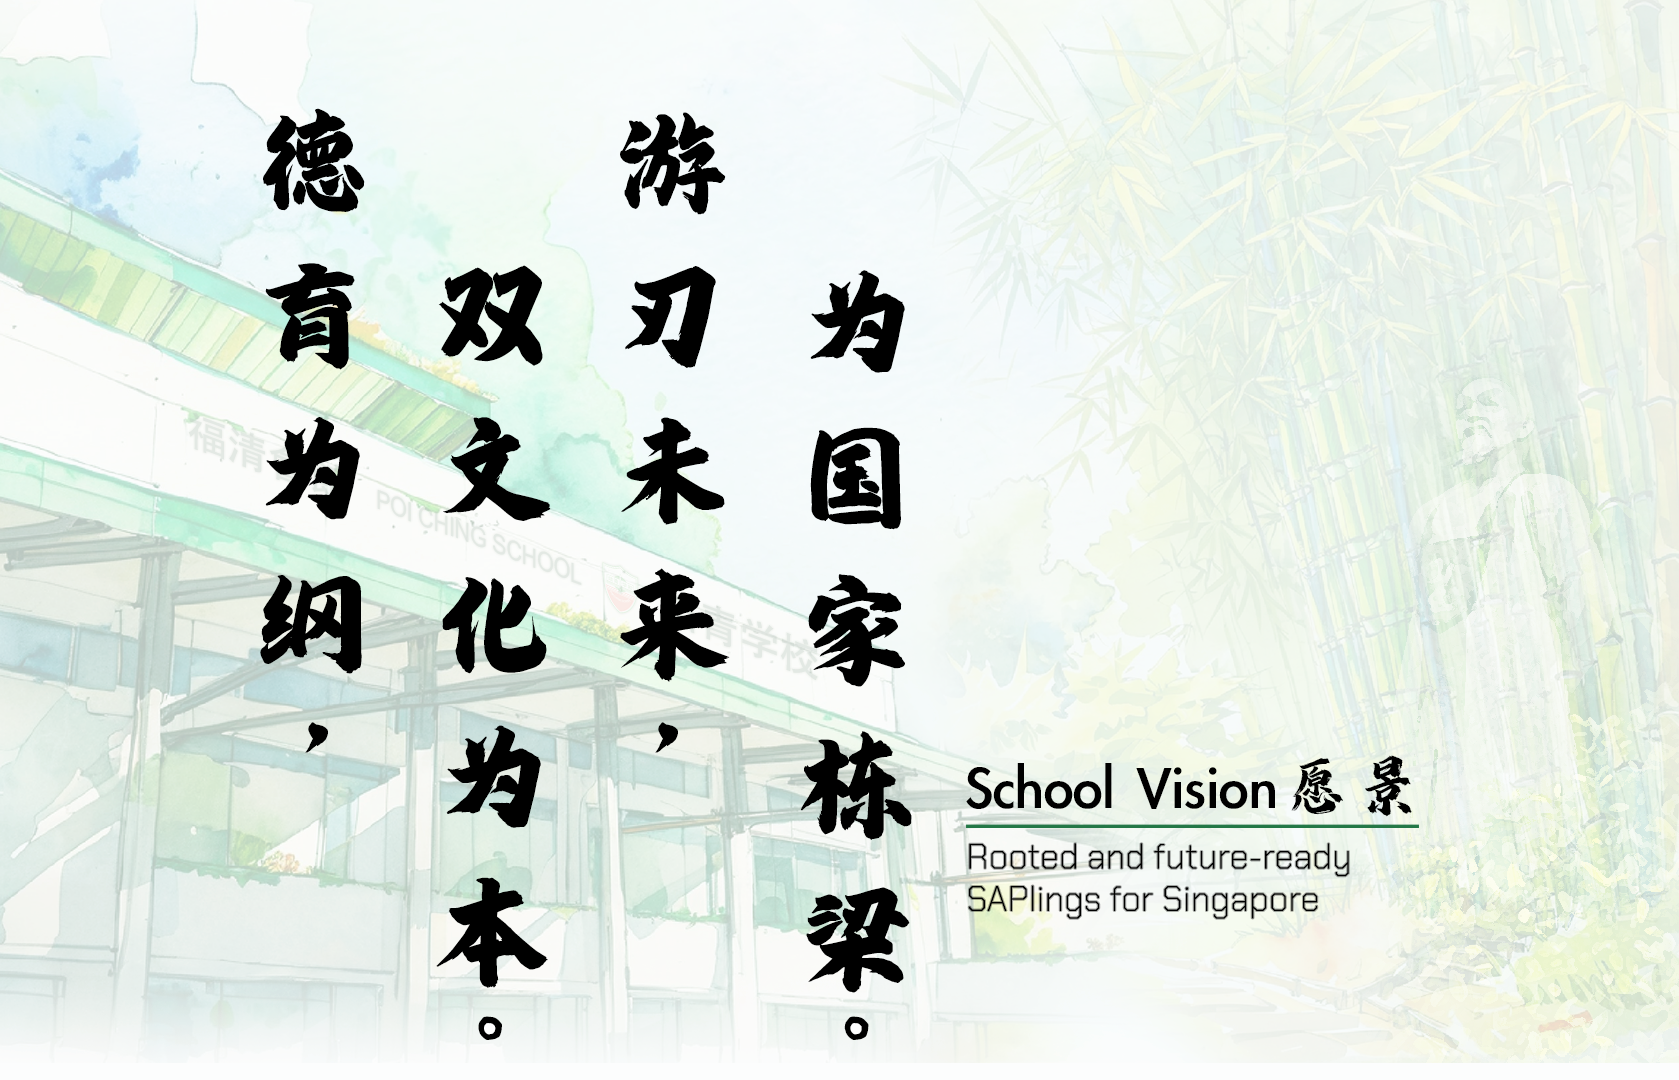 德育为纲，
双文化为本。
游刃未来，
为国家栋梁。
School Vision 愿景
Rooted and future-ready
SAPlings for Singapore
福清
POI CHING SCHOOL
青学校